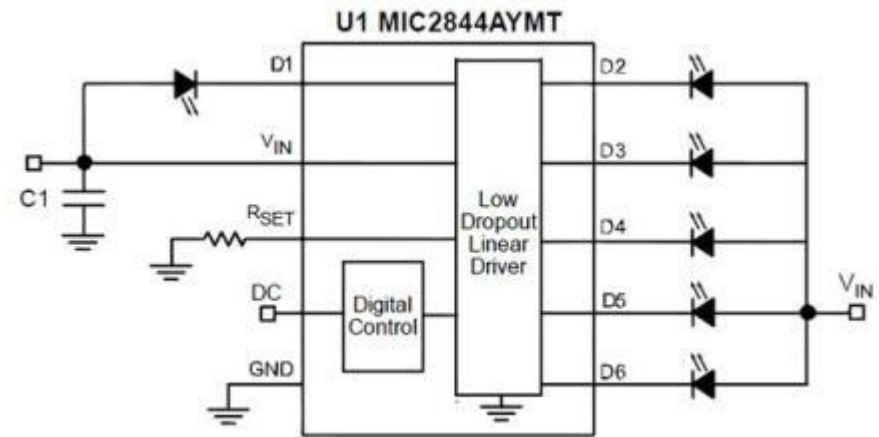 U1 MIC2844AYMT
D1
D2
VIN
D3
C1
RSET
Low
Dropout
Linear
Driver
D4
VIN
DC
Digital
Control
D5
GND
D6